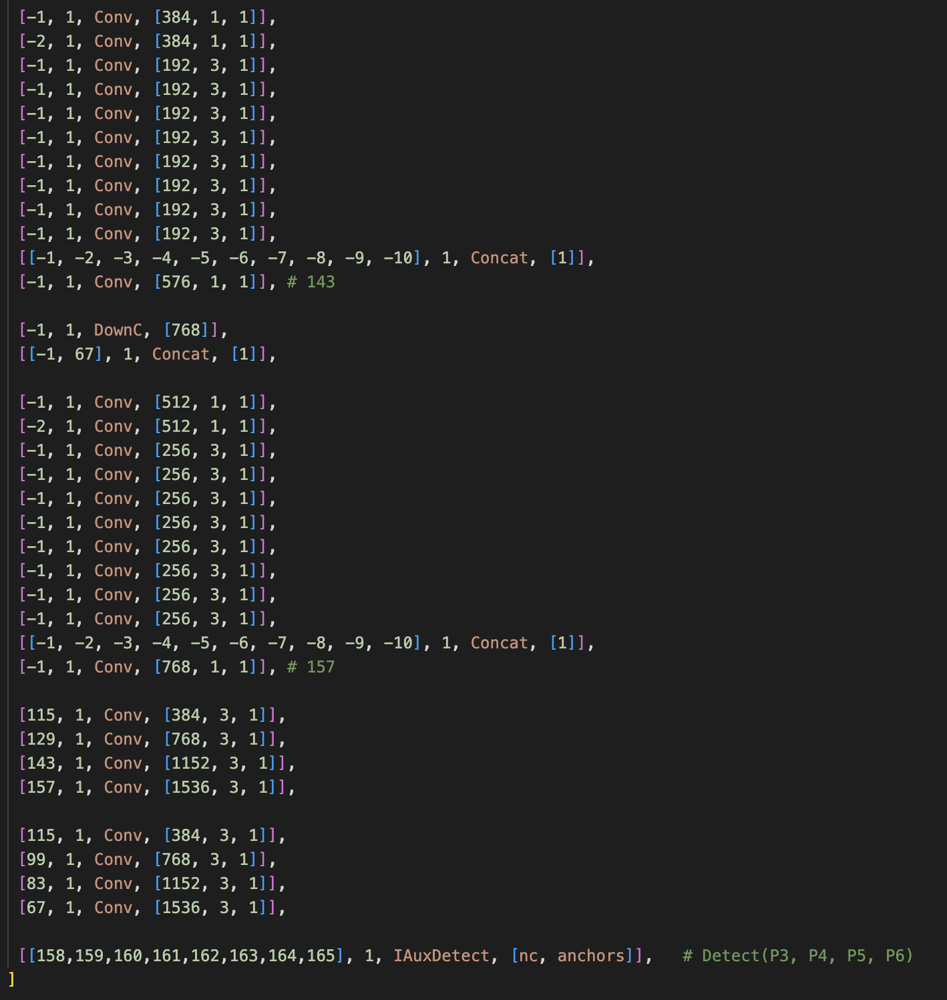 [-1, 1, Conv, [384, 1, 1]],
[-2, 1, Conv, [384, 1, 1]],
[-1, 1, Conv, [192, 3, 1]],
[-1, 1, Conv, [192, 3, 1]],
[-1, 1, Conv, [192, 3, 1]],
[-1, 1, Conv, [192, 3, 1]],
[-1, 1, Conv, [192, 3, 1]],
[-1, 1, Conv, [192, 3, 1]],
[-1, 1, Conv, [192, 3, 1]],
[-1, 1, Conv, [192, 3, 1]],
[[-1, -2, -3, -4, -5, -6, -7, -8, -9, -10], 1, Concat, [1]],
[-1, 1, Conv, [576, 1, 1]], # 143
[-1, 1, DownC, [768]],
[[-1, 67], 1, Concat, [1]],
[-1, 1, Conv, [512, 1, 1]],
[-2, 1, Conv, [512, 1, 1]],
[-1, 1, Conv, [256, 3, 1]],
[-1, 1, Conv, [256, 3, 1]],
[-1, 1, Conv, [256, 3, 1]],
[-1, 1, Conv, [256, 3, 1]],
[-1, 1, Conv, [256, 3, 1]],
[-1, 1, Conv, [256, 3, 1]],
[-1, 1, Conv, [256, 3, 1]],
[-1, 1, Conv, [256, 3, 1]],
[[-1, -2, -3, -4, -5, -6, -7, -8, -9, -10], 1, Concat, [1]],
[-1, 1, Conv, [768, 1, 1]], # 157
[115, 1, Conv, [384, 3, 1]],
[129, 1, Conv, [768, 3, 1]],
[143, 1, Conv, [1152, 3, 1]],
[157, 1, Conv, [1536, 3, 1]],
[115, 1, Conv, [384, 3, 1]],
[99, 1, Conv, [768, 3, 1]],
[83, 1, Conv, [1152, 3, 1]],
[67, 1, Conv, [1536, 3, 1]],
[[158,159,160,161,162,163,164,165], 1, IAuxDetect, [nc, anchors]],   # Detect(P3, P4, P5, P6)
]